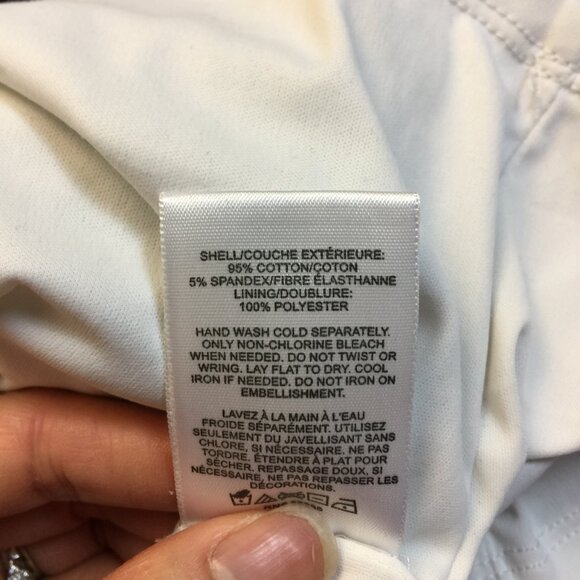 SHELL/COUCHE EXTÉRIEURE:
95% COTTON/COTON
5% SPANDEX/FIBRE ÉLASTHANNE
LINING/DOUBLURE:
100% POLYESTER
HAND WASH COLD SEPARATELY.
ONLY NON-CHLORINE BLEACH
WHEN NEEDED. DO NOT TWIST OR
WRING. LAY FLAT TO DRY. COOL
IRON IF NEEDED. DO NOT IRON ON
EMBELLISHMENT.
LAVEZ À LA MAIN À L'EAU
FROIDE SÉPARÉMENT. UTILISEZ
SEULEMENT DU JAVELLISANT SANS
CHLORE, SI NÉCESSAIRE. NE PAS
TORDRE. ÉTENDRE À PLAT POUR
SÉCHER. REPASSAGE DOUX. SI
NÉCESSAIRE, NE PAS REPASSER LES
DÉCORATIONS.